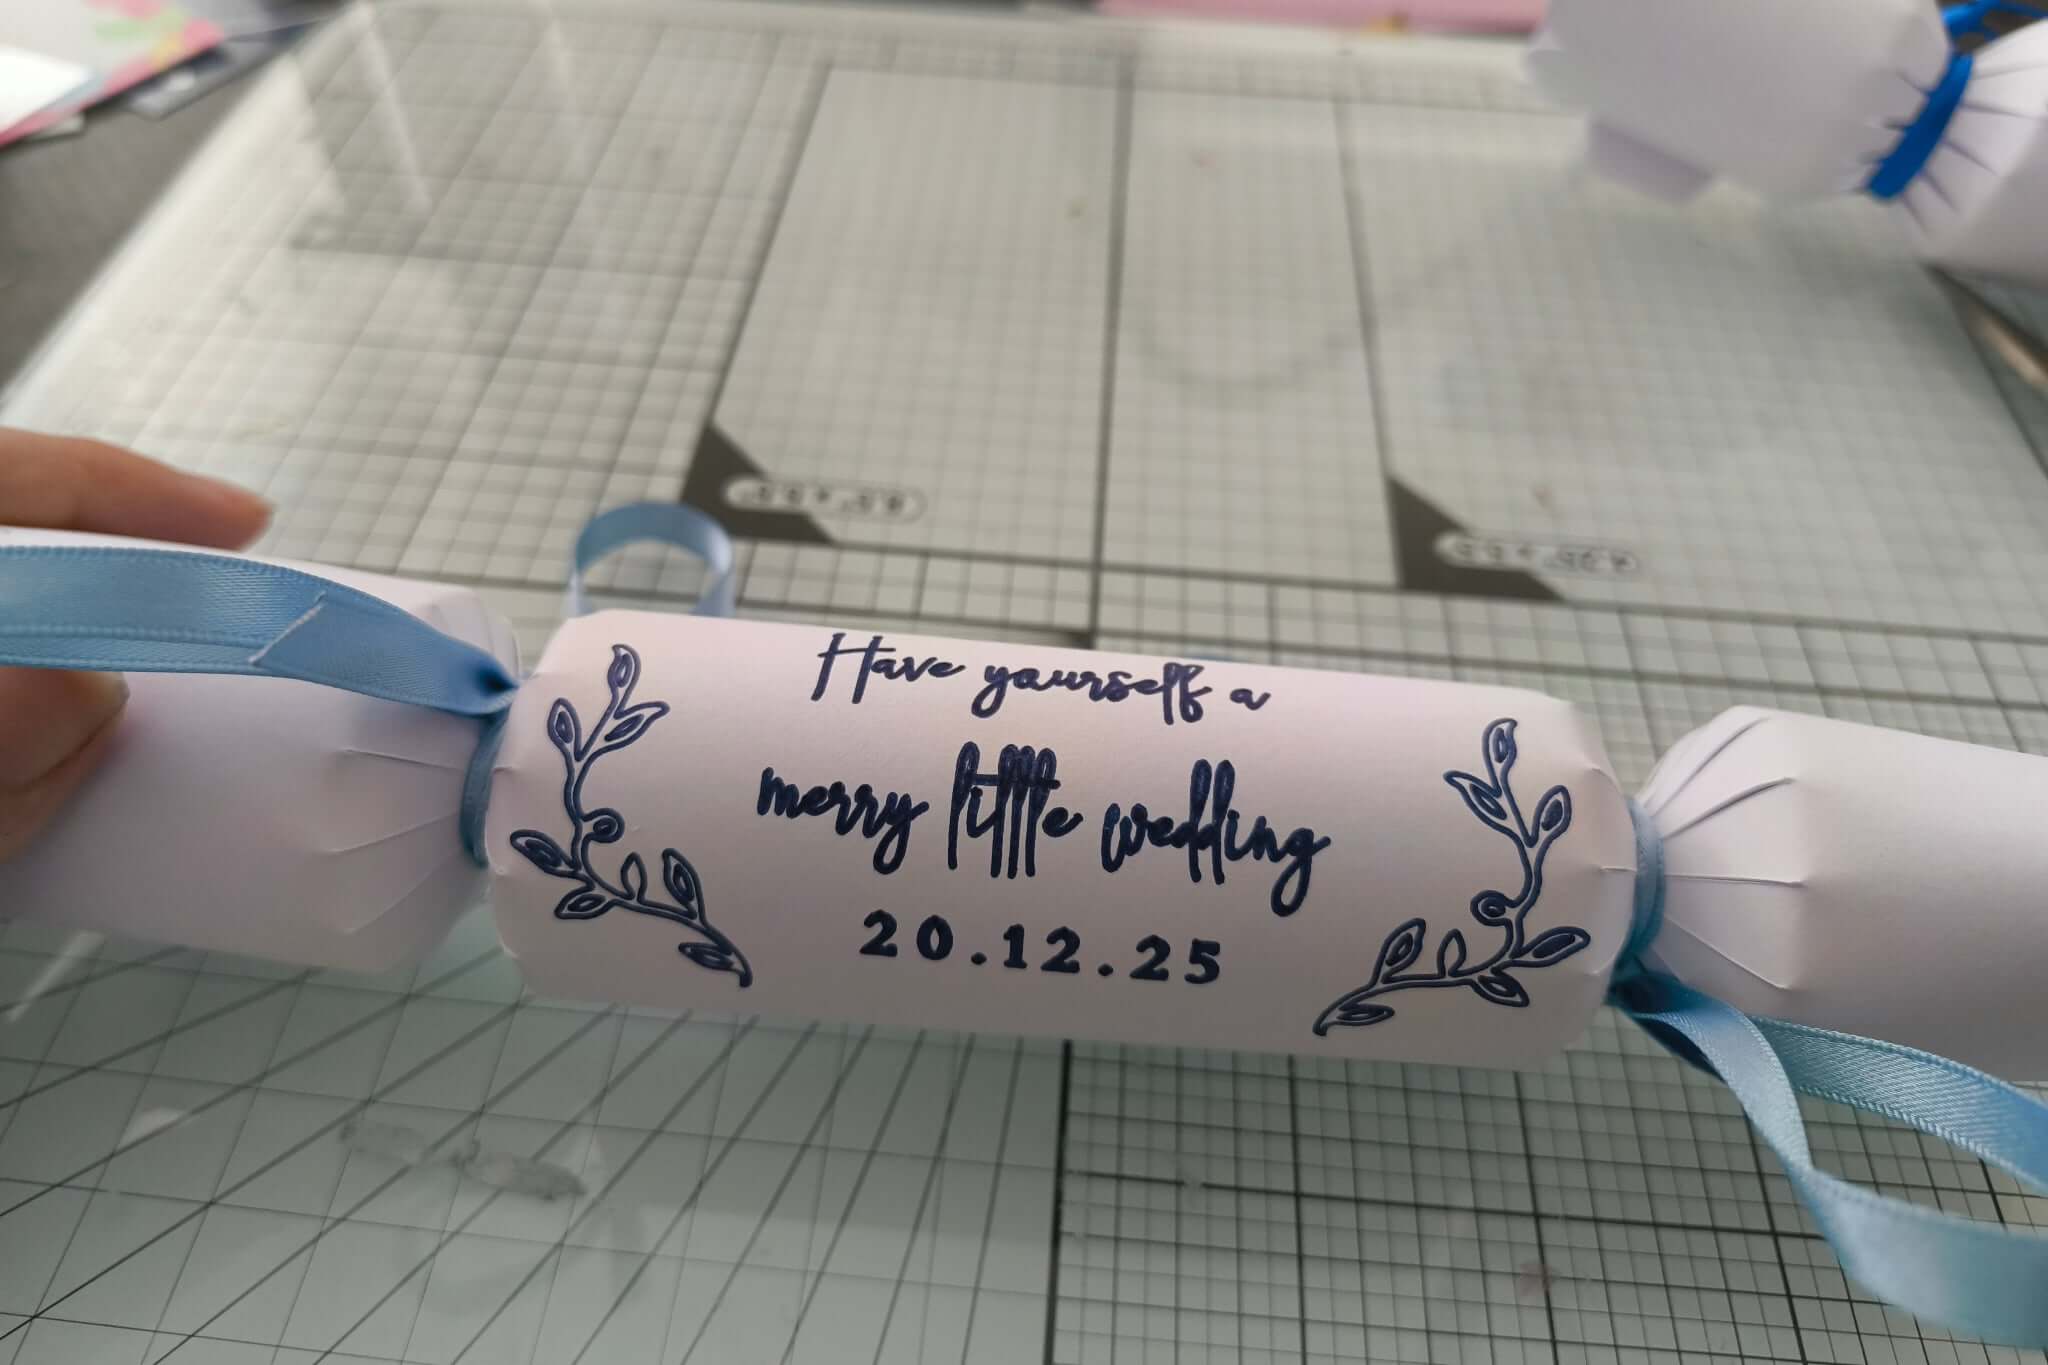 Have yourself a
merry little wedding
20.12.25